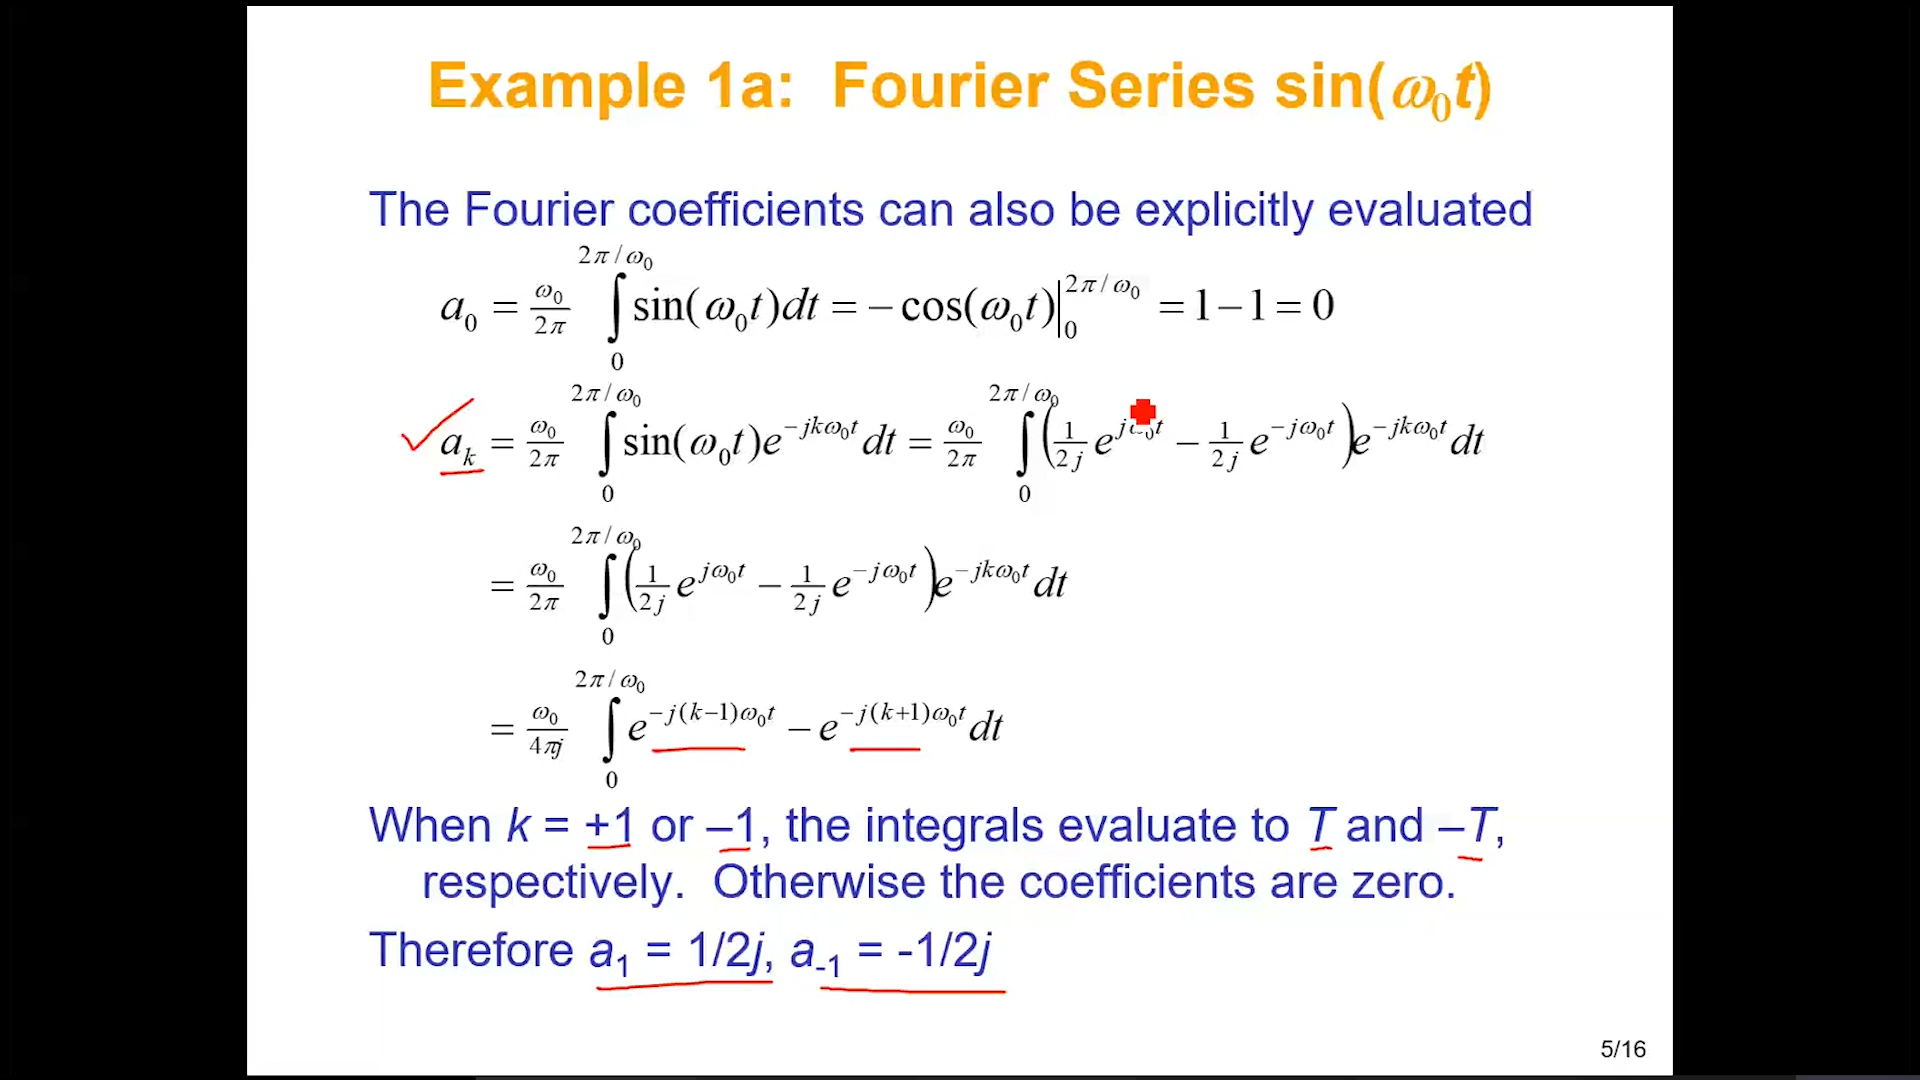 Example 1a: Fourier Series sin(ω₀t)
The Fourier coefficients can also be explicitly evaluated
a₀ = ω₀/2π ∫₀^{2π/ω₀} sin(ω₀t)dt = −cos(ω₀t)|₀^{2π/ω₀} = 1−1 = 0
aₖ = ω₀/2π ∫₀^{2π/ω₀} sin(ω₀t)e^{−jkω₀t} dt = ω₀/2π ∫₀^{2π/ω₀} (1/2j e^{jω₀t} − 1/2j e^{−jω₀t})e^{−jkω₀t} dt
= ω₀/2π ∫₀^{2π/ω₀} (1/2j e^{jω₀t} − 1/2j e^{−jω₀t})e^{−jkω₀t} dt
= ω₀/4πj ∫₀^{2π/ω₀} e^{−j(k−1)ω₀t} − e^{−j(k+1)ω₀t} dt
When k = +1 or –1, the integrals evaluate to T and –T,
respectively. Otherwise the coefficients are zero.
Therefore a₁ = 1/2j, a₋₁ = -1/2j
5/16